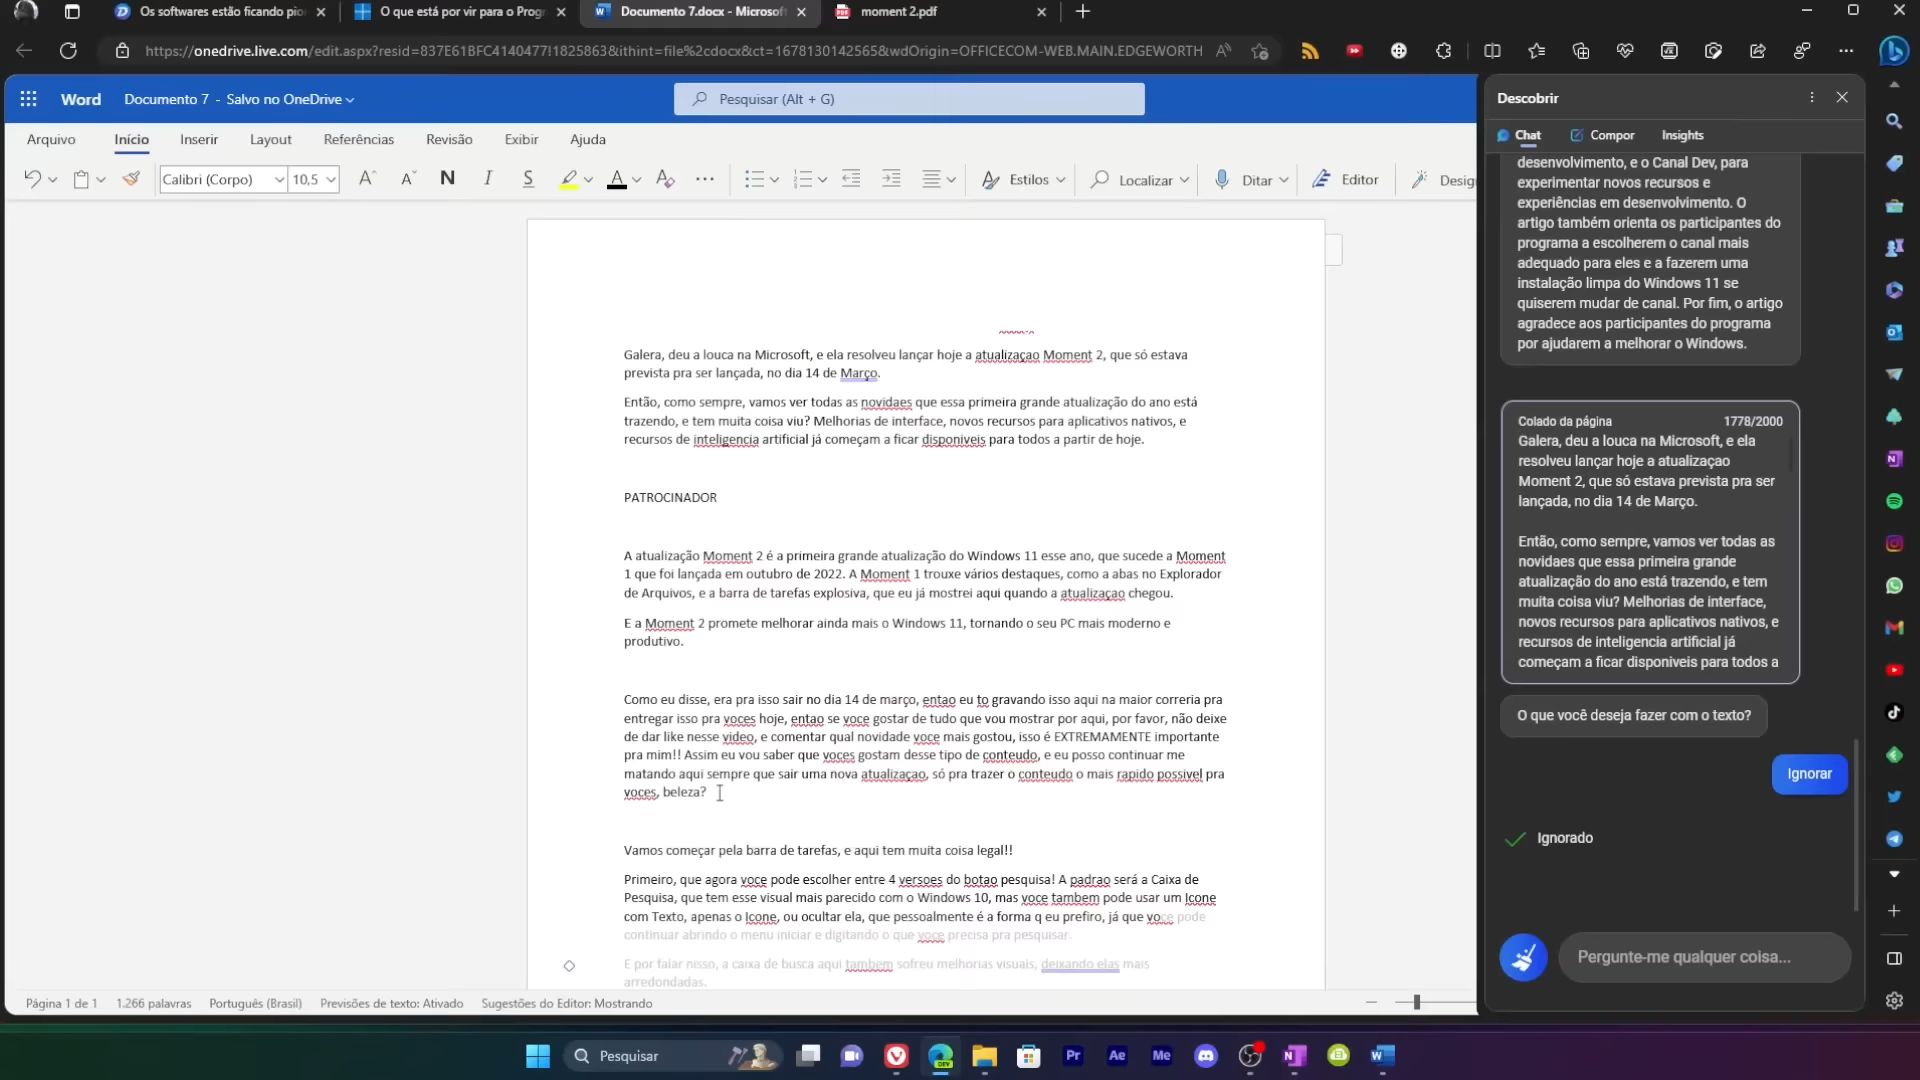 Os softwares estão ficando pio
O que está por vir para o Prog
Documento 7.docx - Microsoft
moment 2.pdf
https://onedrive.live.com/edit.aspx?resid=837E61BFC4140477!1825863&ithint=file%2cdocx&ct=1678130142565&wdOrigin=OFFICECOM-WEB.MAIN.EDGEWORTH
Word Documento 7 - Salvo no OneDrive
Pesquisar (Alt + G)
Arquivo Início Inserir Layout Referências Revisão Exibir Ajuda
Calibri (Corpo) 10,5 N I S A Estilos Localizar Ditar Editor Desig
Galera, deu a louca na Microsoft, e ela resolveu lançar hoje a atualizaçao Moment 2, que só estava
prevista pra ser lançada, no dia 14 de Março.
Então, como sempre, vamos ver todas as novidaes que essa primeira grande atualização do ano está
trazendo, e tem muita coisa viu? Melhorias de interface, novos recursos para aplicativos nativos, e
recursos de inteligencia artificial já começam a ficar disponiveis para todos a partir de hoje.
PATROCINADOR
A atualização Moment 2 é a primeira grande atualização do Windows 11 esse ano, que sucede a Moment
1 que foi lançada em outubro de 2022. A Moment 1 trouxe vários destaques, como a abas no Explorador
de Arquivos, e a barra de tarefas explosiva, que eu já mostrei aqui quando a atualizaçao chegou.
E a Moment 2 promete melhorar ainda mais o Windows 11, tornando o seu PC mais moderno e
produtivo.
Como eu disse, era pra isso sair no dia 14 de março, entao eu to gravando isso aqui na maior correria pra
entregar isso pra voces hoje, entao se voce gostar de tudo que vou mostrar por aqui, por favor, não deixe
de dar like nesse video, e comentar qual novidade voce mais gostou, isso é EXTREMAMENTE importante
pra mim!! Assim eu vou saber que voces gostam desse tipo de conteudo, e eu posso continuar me
matando aqui sempre que sair uma nova atualizaçao, só pra trazer o conteudo o mais rapido possivel pra
voces, beleza?
Vamos começar pela barra de tarefas, e aqui tem muita coisa legal!!
Primeiro, que agora voce pode escolher entre 4 versoes do botao pesquisa! A padrao será a Caixa de
Pesquisa, que tem esse visual mais parecido com o Windows 10, mas voce tambem pode usar um Icone
com Texto, apenas o Icone, ou ocultar ela, que pessoalmente é a forma q eu prefiro, já que voce pode
continuar abrindo o menu iniciar e digitando o que voce precisa pra pesquisar.
E por falar nisso, a caixa de busca aqui tambem sofreu melhorias visuais, deixando elas mais
arredondadas.
Página 1 de 1 1.266 palavras Português (Brasil) Previsões de texto: Ativado Sugestões do Editor: Mostrando
Descobrir
Chat Compor Insights
desenvolvimento, e o Canal Dev, para
experimentar novos recursos e
experiências em desenvolvimento. O
artigo também orienta os participantes do
programa a escolherem o canal mais
adequado para eles e a fazerem uma
instalação limpa do Windows 11 se
quiserem mudar de canal. Por fim, o artigo
agradece aos participantes do programa
por ajudarem a melhorar o Windows.
Colado da página 1778/2000
Galera, deu a louca na Microsoft, e ela
resolveu lançar hoje a atualizaçao
Moment 2, que só estava prevista pra ser
lançada, no dia 14 de Março.
Então, como sempre, vamos ver todas as
novidaes que essa primeira grande
atualização do ano está trazendo, e tem
muita coisa viu? Melhorias de interface,
novos recursos para aplicativos nativos, e
recursos de inteligencia artificial já
começam a ficar disponiveis para todos a
O que você deseja fazer com o texto?
Ignorar
Ignorado
Pergunte-me qualquer coisa...
Pesquisar
Pr Ae Me